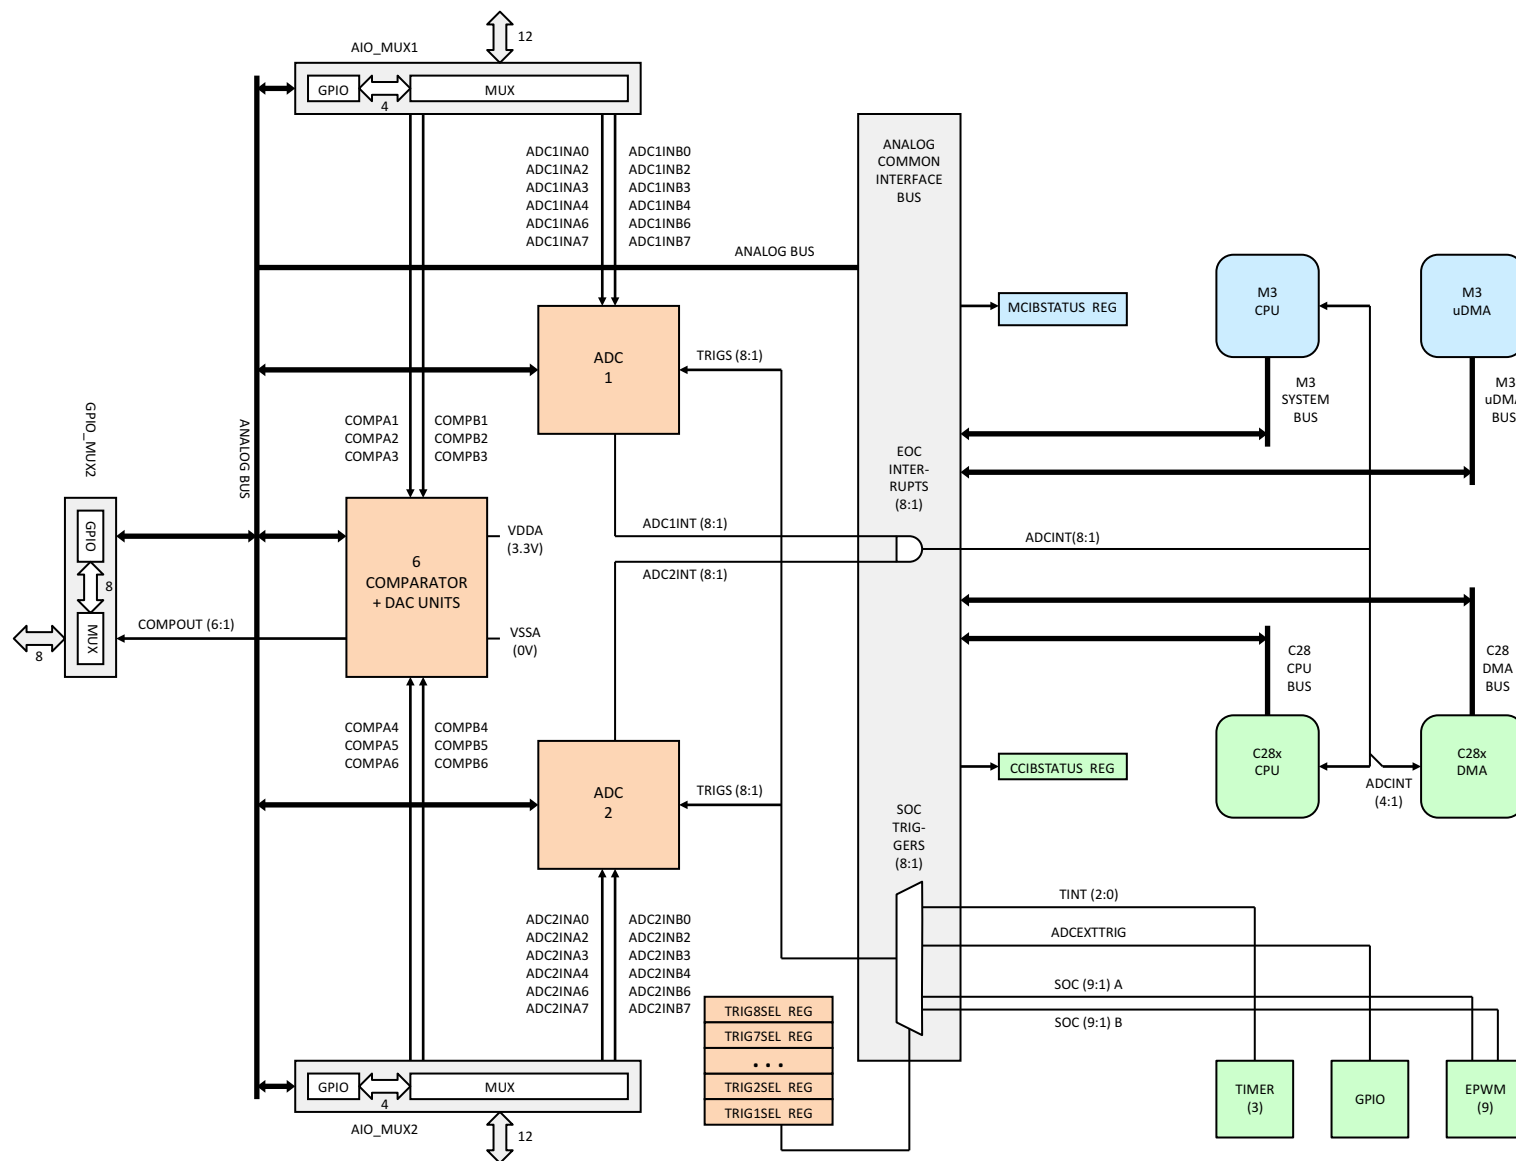 12
AIO_MUX1
GPIO
4
MUX
ADC1INA0
ADC1INA2
ADC1INA3
ADC1INA4
ADC1INA6
ADC1INA7
ADC1INB0
ADC1INB2
ADC1INB3
ADC1INB4
ADC1INB6
ADC1INB7
ANALOG
COMMON
INTERFACE
BUS
ANALOG BUS
MCIBSTATUS REG
M3
CPU
M3
uDMA
ADC
1
TRIGS (8:1)
M3
SYSTEM
BUS
M3
uDMA
BUS
GPIO_MUX2
ANALOG BUS
COMPA1
COMPA2
COMPA3
COMPB1
COMPB2
COMPB3
EOC
INTER-
RUPTS
(8:1)
GPIO
8
MUX
8
COMPOUT (6:1)
6
COMPARATOR
+ DAC UNITS
VDDA
(3.3V)
VSSA
(0V)
ADC1INT (8:1)
ADC2INT (8:1)
ADCINT(8:1)
C28
CPU
BUS
C28
DMA
BUS
COMPA4
COMPA5
COMPA6
COMPB4
COMPB5
COMPB6
ADC
2
TRIGS (8:1)
CCIBSTATUS REG
C28x
CPU
C28x
DMA
ADCINT
(4:1)
SOC
TRIG-
GERS
(8:1)
TINT (2:0)
ADCEXTTRIG
SOC (9:1) A
SOC (9:1) B
ADC2INA0
ADC2INA2
ADC2INA3
ADC2INA4
ADC2INA6
ADC2INA7
ADC2INB0
ADC2INB2
ADC2INB3
ADC2INB4
ADC2INB6
ADC2INB7
TRIG8SEL REG
TRIG7SEL REG
. . .
TRIG2SEL REG
TRIG1SEL REG
GPIO
4
MUX
AIO_MUX2
12
TIMER
(3)
GPIO
EPWM
(9)